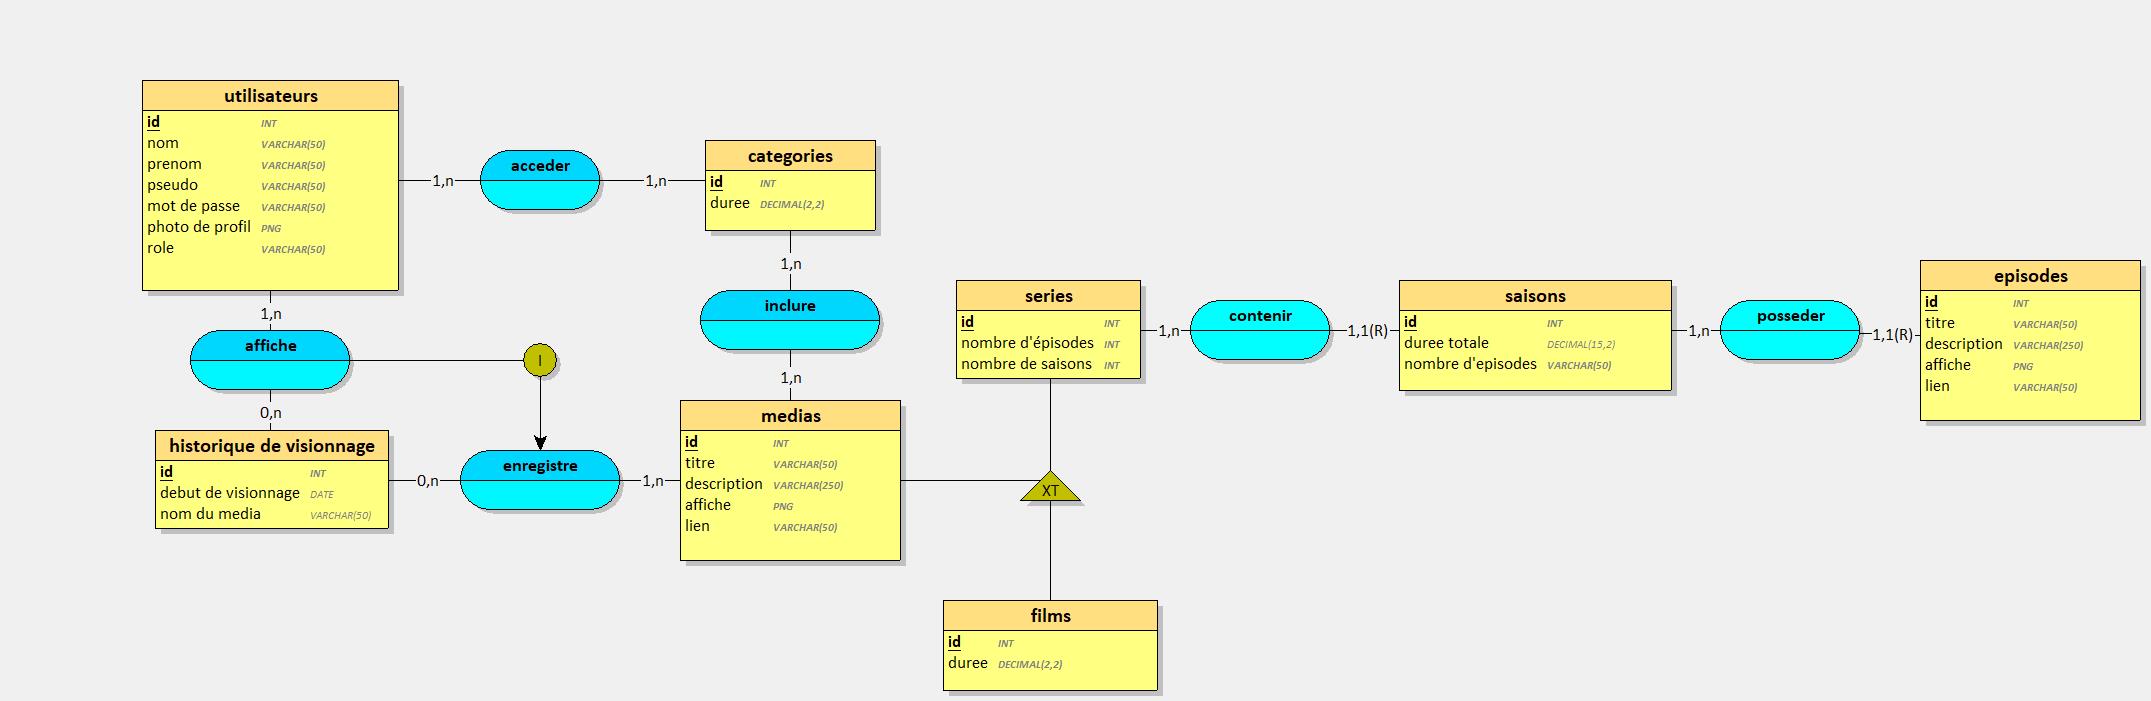 utilisateurs
id INT
nom VARCHAR(50)
prenom VARCHAR(50)
pseudo VARCHAR(50)
mot de passe VARCHAR(50)
photo de profil PNG
role VARCHAR(50)
1,n
acceder
1,n
categories
id INT
duree DECIMAL(2,2)
1,n
inclure
1,n
1,n
affiche
I
0,n
historique de visionnage
id INT
debut de visionnage DATE
nom du media VARCHAR(50)
0,n
enregistre
1,n
medias
id INT
titre VARCHAR(50)
description VARCHAR(250)
affiche PNG
lien VARCHAR(50)
series
id INT
nombre d'épisodes INT
nombre de saisons INT
1,n
contenir
1,1(R)
saisons
id INT
duree totale DECIMAL(15,2)
nombre d'episodes VARCHAR(50)
1,n
posseder
1,1(R)
episodes
id INT
titre VARCHAR(50)
description VARCHAR(250)
affiche PNG
lien VARCHAR(50)
XT
films
id INT
duree DECIMAL(2,2)